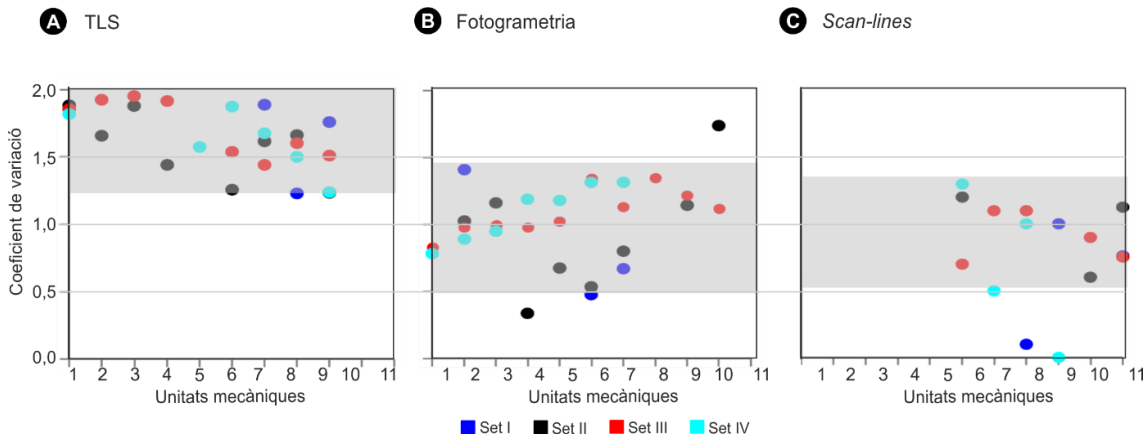 A TLS
B Fotogrametria
C Scan-lines
Coeficient de variació
2,0
1,5
1,0
0,5
0,0
1 2 3 4 5 6 7 8 9 10 11
Unitats mecàniques
1 2 3 4 5 6 7 8 9 10 11
Unitats mecàniques
1 2 3 4 5 6 7 8 9 10 11
Unitats mecàniques
Set I Set II Set III Set IV